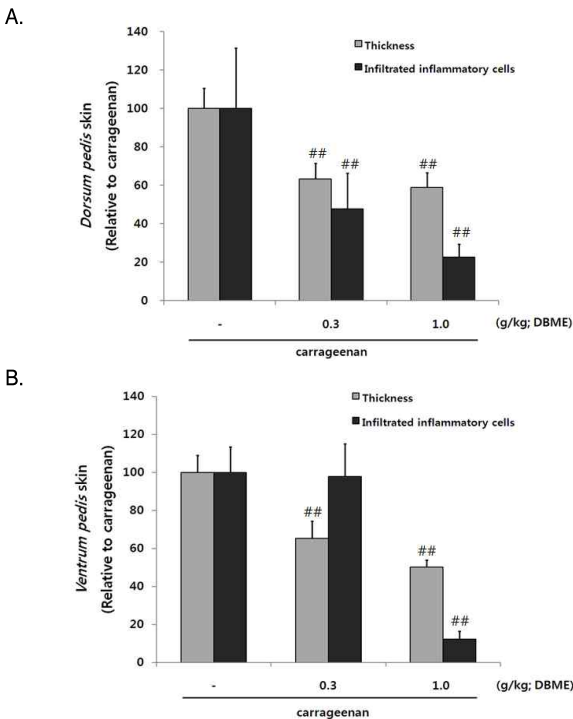 A.
140
120
100
80
60
40
20
0
Dorsum pedis skin
(Relative to carrageenan)
Thickness
Infiltrated inflammatory cells
## ## ## ##
- 0.3 1.0 (g/kg; DBME)
carrageenan
B.
140
120
100
80
60
40
20
0
Ventrum pedis skin
(Relative to carrageenan)
Thickness
Infiltrated inflammatory cells
## ## ##
- 0.3 1.0 (g/kg; DBME)
carrageenan